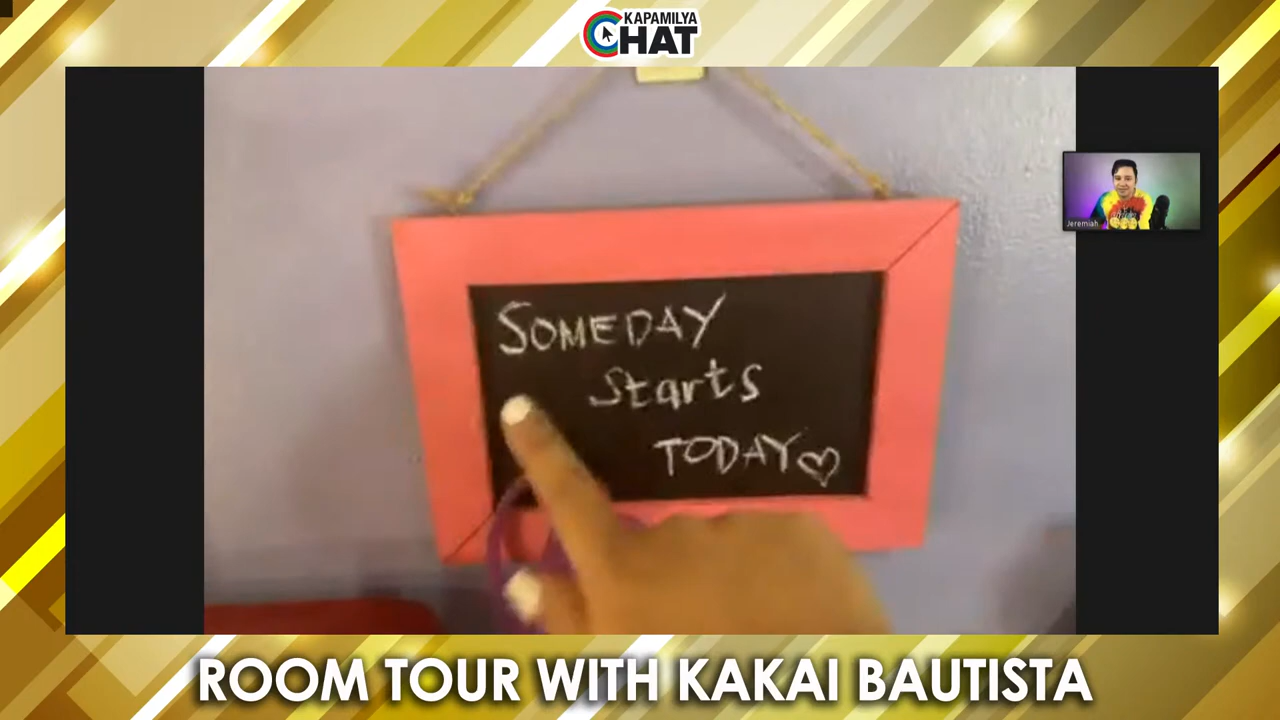 KAPAMILYA
CHAT
SOMEDAY
Starts
TODAY
Jeremiah
ROOM TOUR WITH KAKAI BAUTISTA